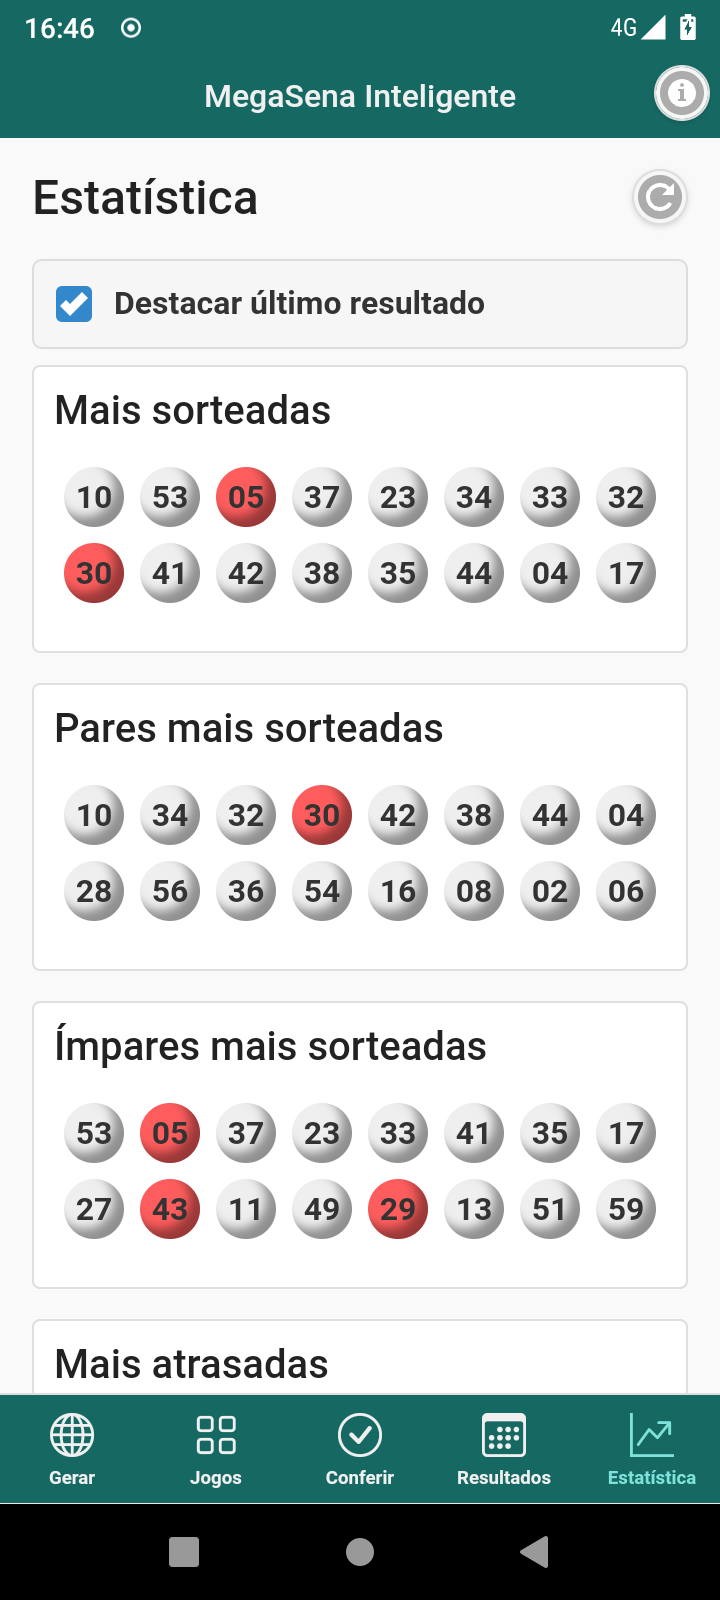 16:46
4G
MegaSena Inteligente
Estatística
Destacar último resultado
Mais sorteadas
10 53 05 37 23 34 33 32
30 41 42 38 35 44 04 17
Pares mais sorteadas
10 34 32 30 42 38 44 04
28 56 36 54 16 08 02 06
Ímpares mais sorteadas
53 05 37 23 33 41 35 17
27 43 11 49 29 13 51 59
Mais atrasadas
Gerar Jogos Conferir Resultados Estatística